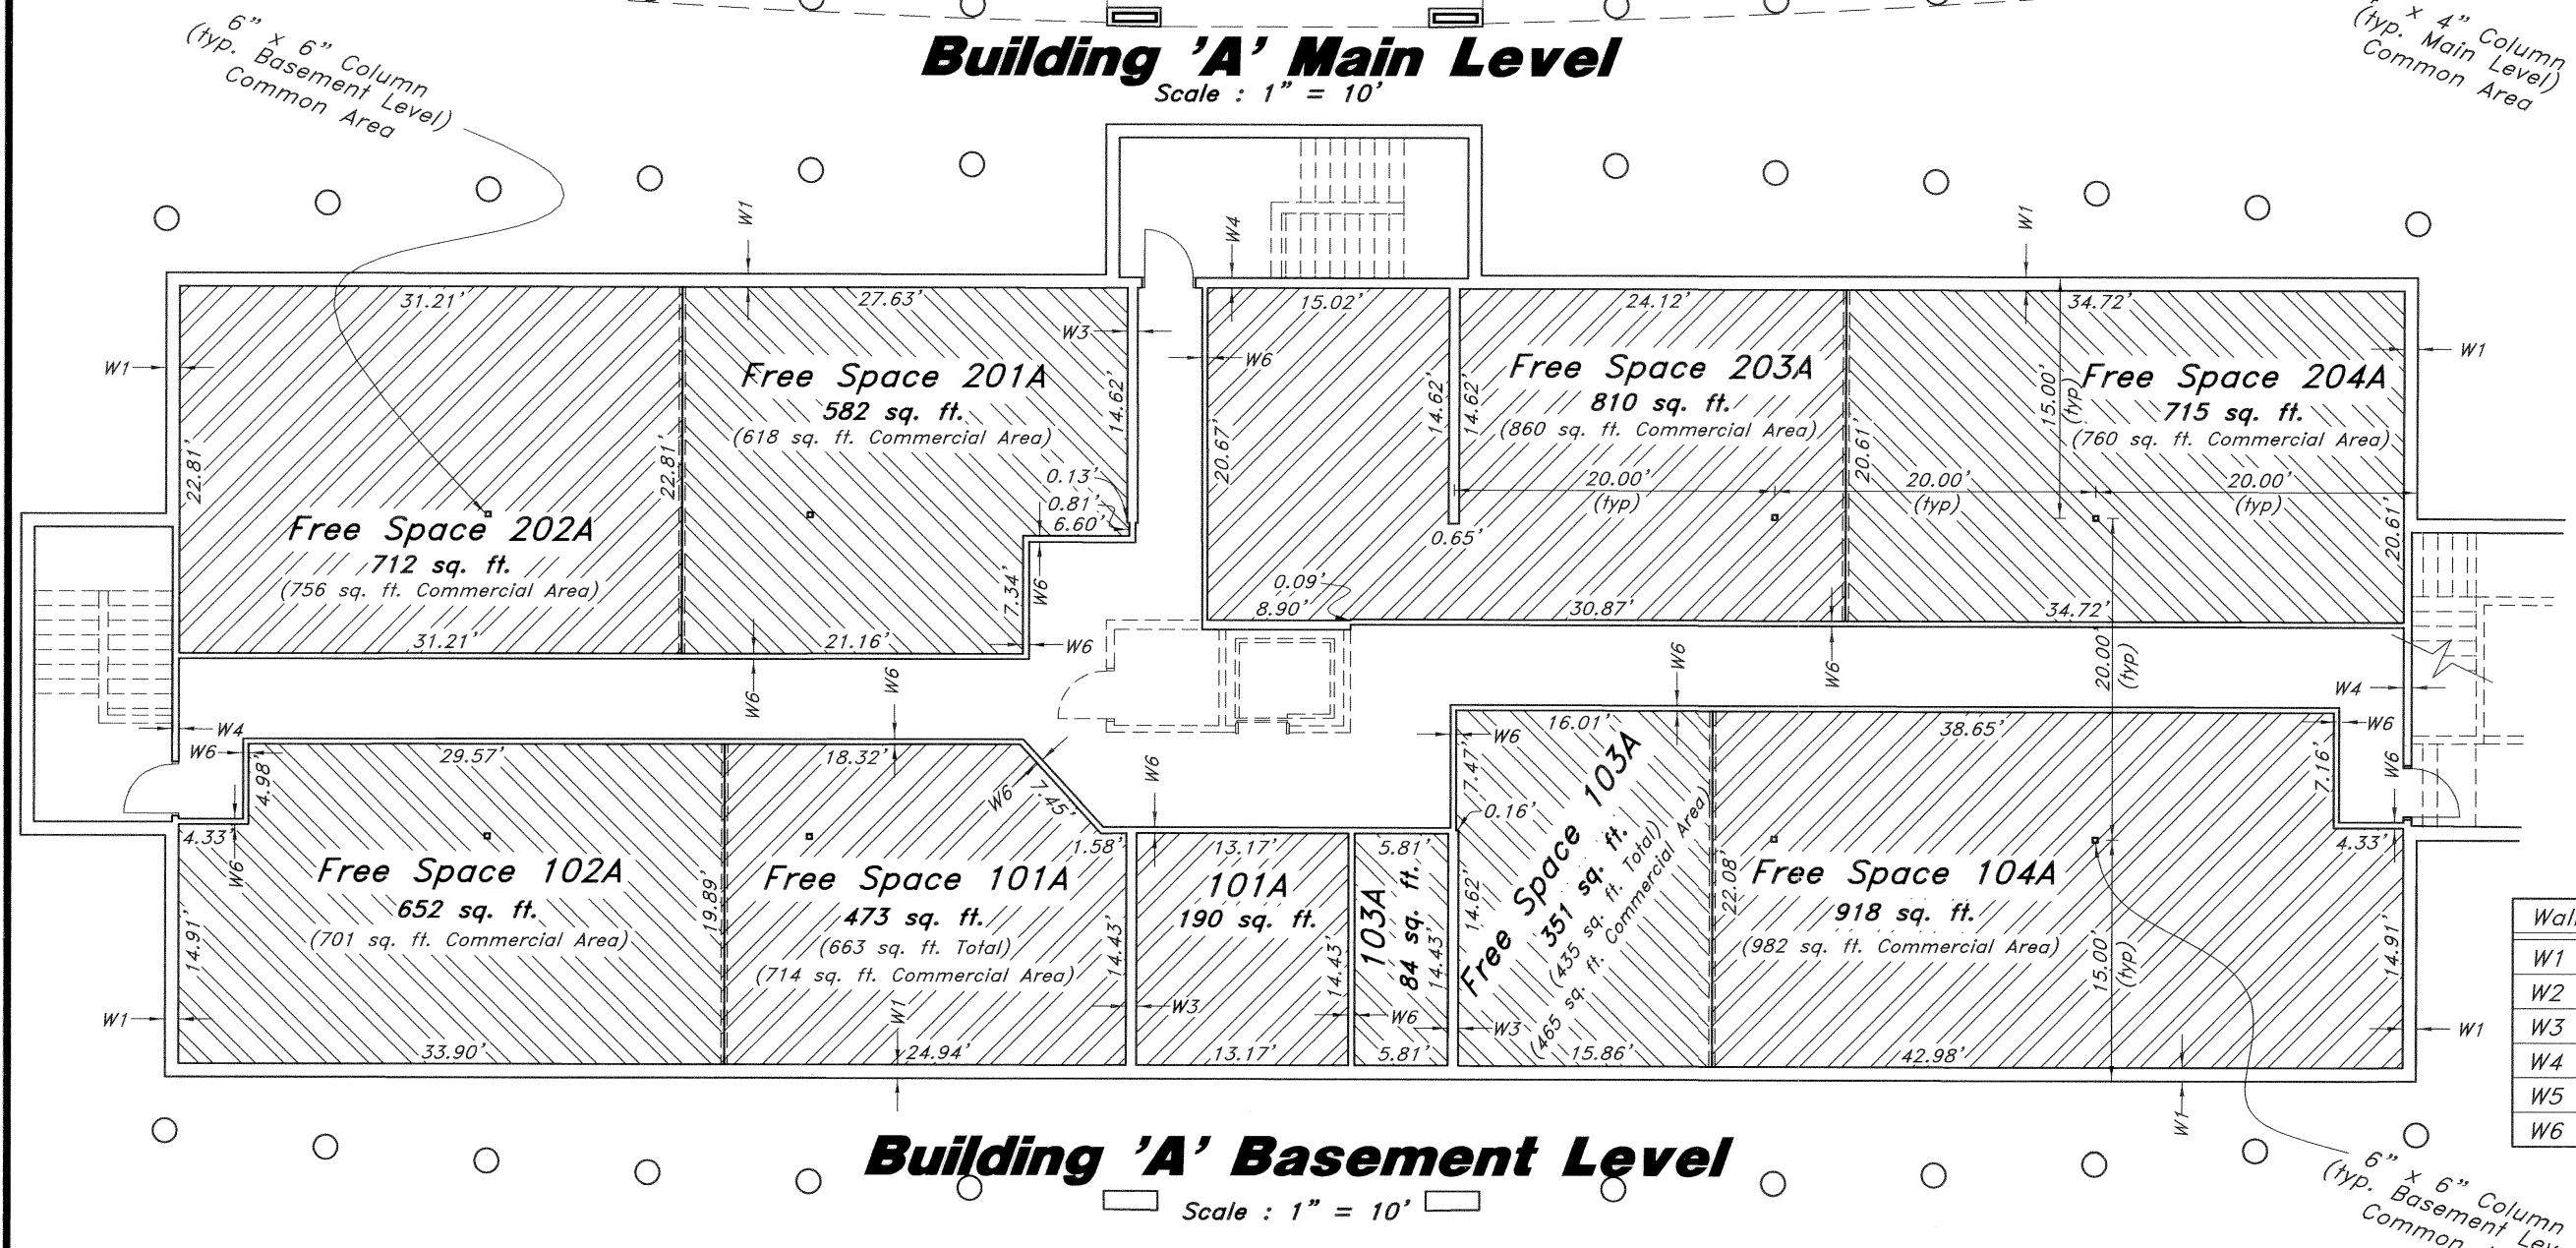 6" x 6" Column
(typ. Basement Level)
Common Area
Building 'A' Main Level
Scale : 1" = 10'
x 4" Column
(typ. Main Level)
Common Area
W1
W4
W1
31.21'
27.63'
15.02'
24.12'
34.72'
W3
W6
W1
W1
Free Space 201A
582 sq. ft.
(618 sq. ft. Commercial Area)
14.62'
Free Space 203A
810 sq. ft.
(860 sq. ft. Commercial Area)
14.62'
14.62'
15.00'
(typ)
Free Space 204A
715 sq. ft.
(760 sq. ft. Commercial Area)
22.81'
22.81'
20.67'
20.61'
0.13'
0.81'
6.60'
20.00'
(typ)
20.00'
(typ)
20.00'
(typ)
20.61'
Free Space 202A
712 sq. ft.
(756 sq. ft. Commercial Area)
0.65'
7.34'
W6
0.09'
8.90'
30.87'
34.72'
31.21'
21.16'
W6
W6
W6
W6
W6
20.00'
(typ)
W4
W4
W6
29.57'
18.32'
W6
16.01'
38.65'
W6
4.98'
W6
7.45'
W6
7.47'
7.16'
W6
4.33'
W6
1.58'
13.17'
5.81'
0.16'
4.33'
Free Space 102A
652 sq. ft.
(701 sq. ft. Commercial Area)
14.91'
19.89'
Free Space 101A
473 sq. ft.
(663 sq. ft. Total)
(714 sq. ft. Commercial Area)
14.43'
101A
190 sq. ft.
14.43'
103A
84 sq. ft.
14.43'
14.62'
Free Space 103A
351 sq. ft.
(435 sq. ft. Total)
(465 sq. ft. Commercial Area)
22.08'
Free Space 104A
918 sq. ft.
(982 sq. ft. Commercial Area)
15.00'
(typ)
14.91'
W1
W1
W3
W6
W3
W1
33.90'
24.94'
13.17'
5.81'
15.86'
42.98'
W1
W1
W2
W3
W4
W5
W6
Building 'A' Basement Level
Scale : 1" = 10'
6" x 6" Column
(typ. Basement